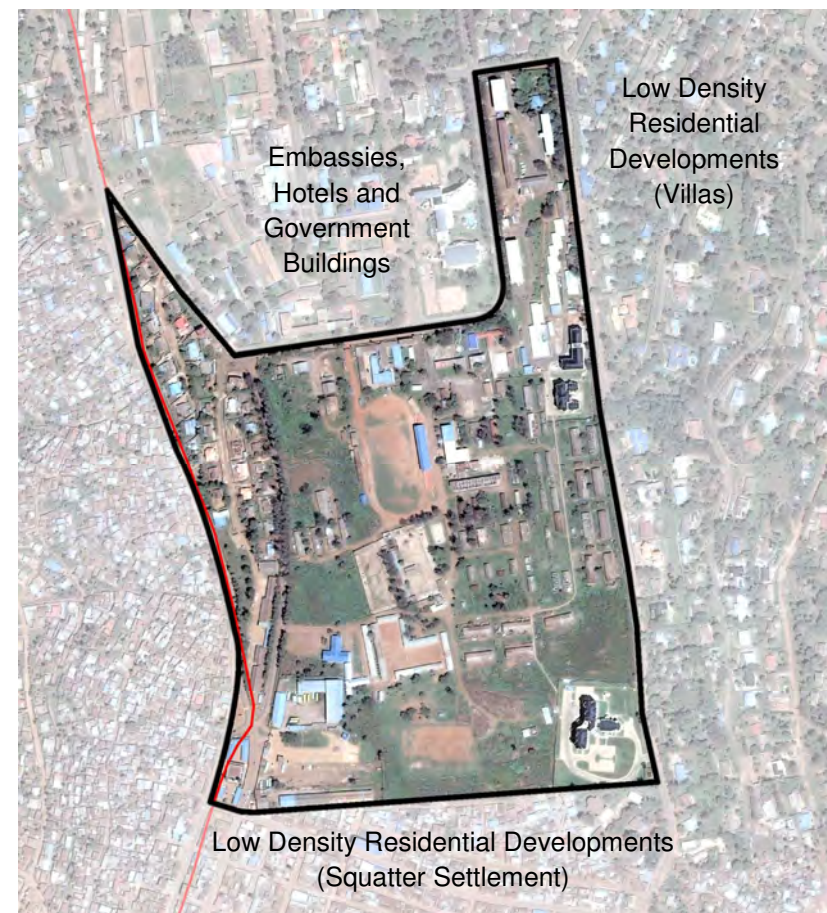 Low Density
Residential
Developments
(Villas)
Embassies,
Hotels and
Government
Buildings
Low Density Residential Developments
(Squatter Settlement)